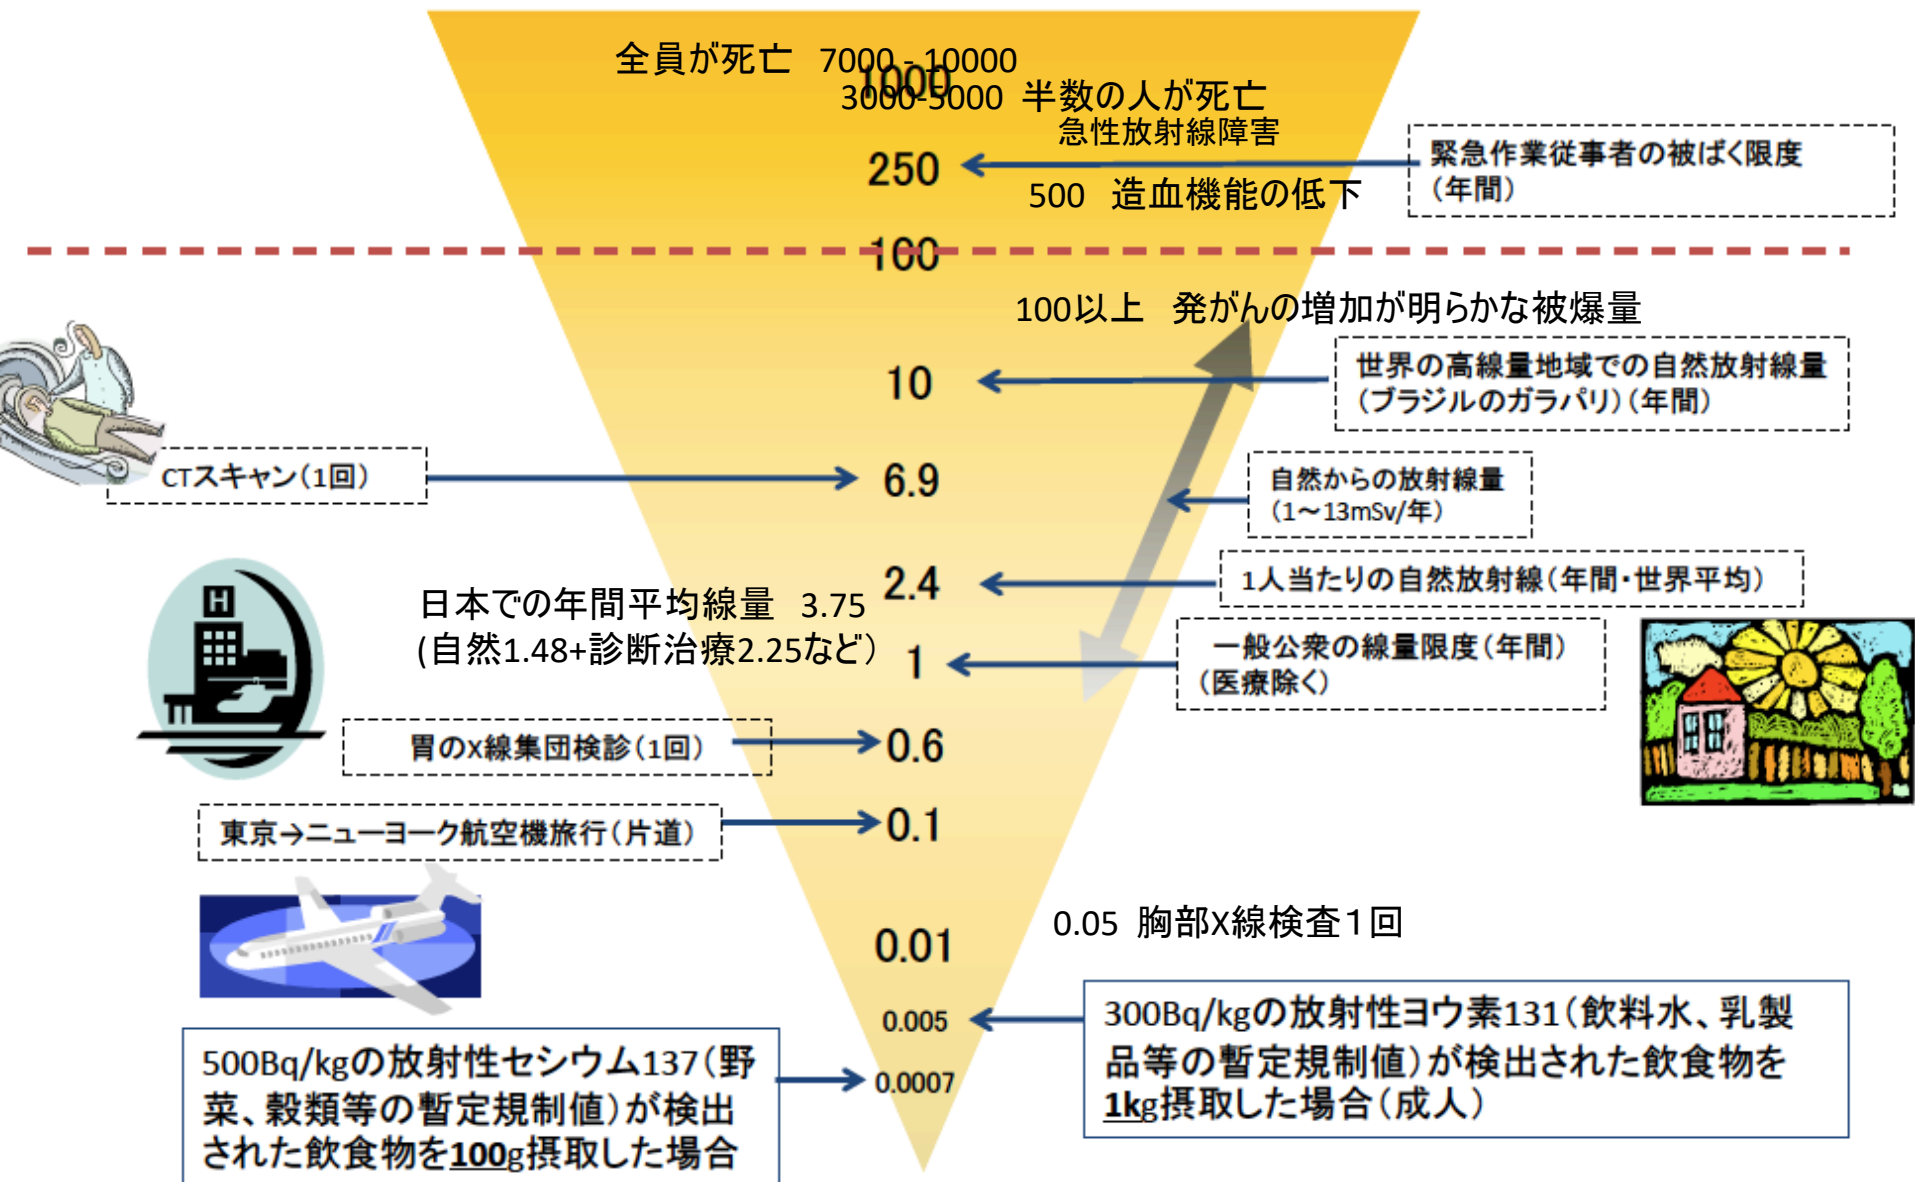 全員が死亡 7000 - 10000
1000
3000-5000 半数の人が死亡
急性放射線障害
緊急作業従事者の被ばく限度
（年間）
250
500 造血機能の低下
100
100以上 発がんの増加が明らかな被爆量
世界の高線量地域での自然放射線量
（ブラジルのガラパリ）（年間）
10
CTスキャン（1回）
6.9
自然からの放射線量
（1～13mSv/年）
2.4
1人当たりの自然放射線（年間・世界平均）
日本での年間平均線量 3.75
(自然1.48+診断治療2.25など）
1
一般公衆の線量限度（年間）
（医療除く）
胃のX線集団検診（1回）
0.6
東京→ニューヨーク航空機旅行（片道）
0.1
0.05 胸部X線検査１回
0.01
0.005
300Bq/kgの放射性ヨウ素131（飲料水、乳製
品等の暫定規制値）が検出された飲食物を
1kg摂取した場合（成人）
500Bq/kgの放射性セシウム137（野
菜、穀類等の暫定規制値）が検出
された飲食物を100g摂取した場合
0.0007
H